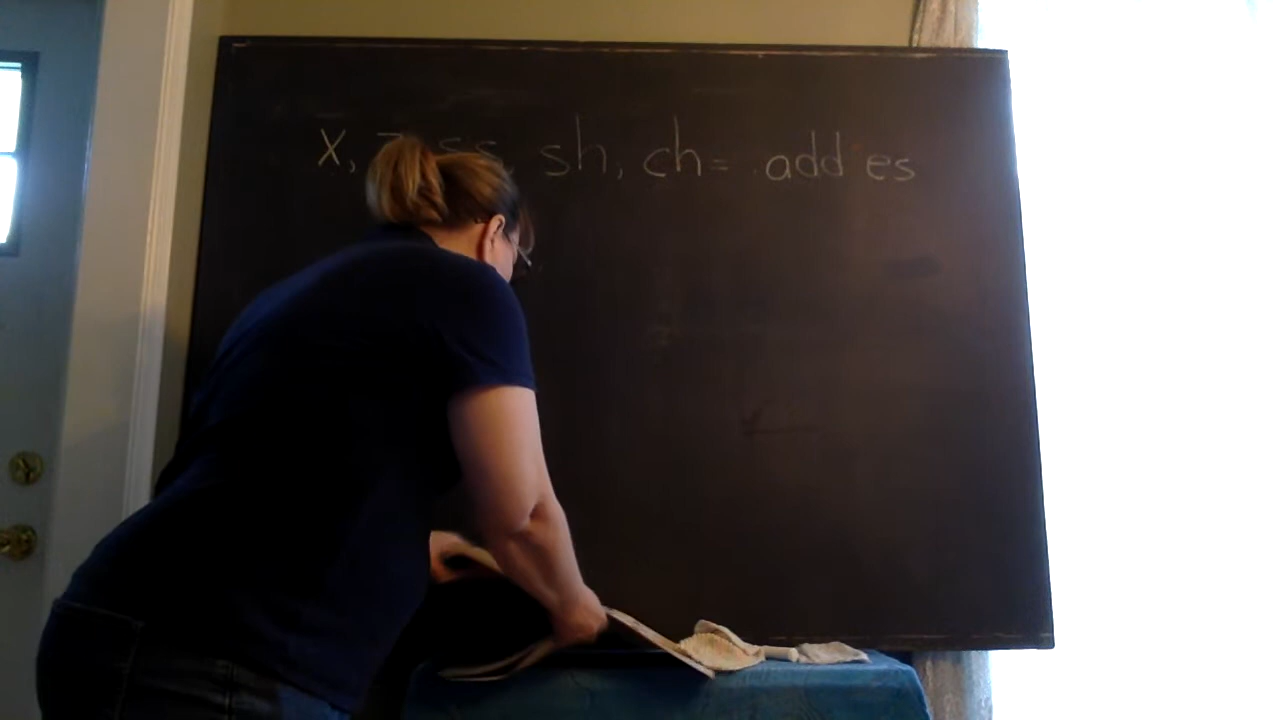 X, ss, sh, ch = add es